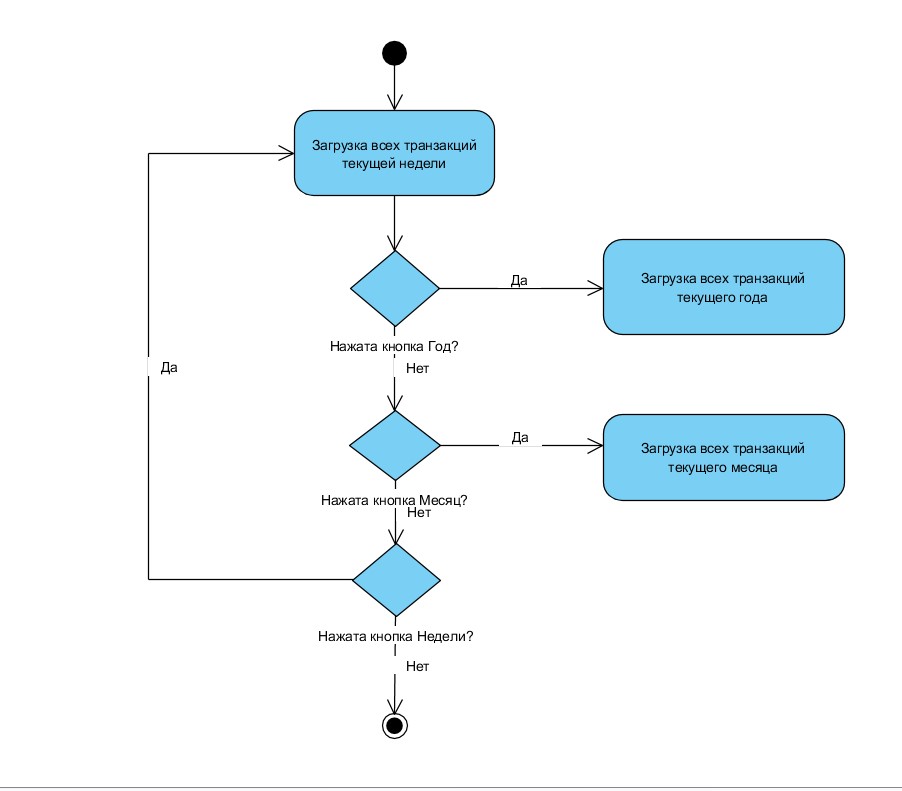 Загрузка всех транзакций
текущей недели
Да
Загрузка всех транзакций
текущего года
Нажата кнопка Год?
Нет
Да
Да
Загрузка всех транзакций
текущего месяца
Нажата кнопка Месяц?
Нет
Нажата кнопка Недели?
Нет